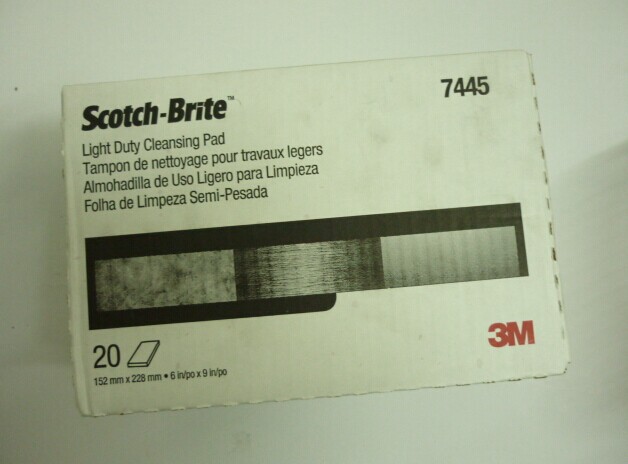 Scotch-Brite™
7445
Light Duty Cleansing Pad
Tampon de nettoyage pour travaux legers
Almohadilla de Uso Ligero para Limpieza
Folha de Limpeza Semi-Pesada
3M
20
152 mm x 228 mm • 6 in/po x 9 in/po